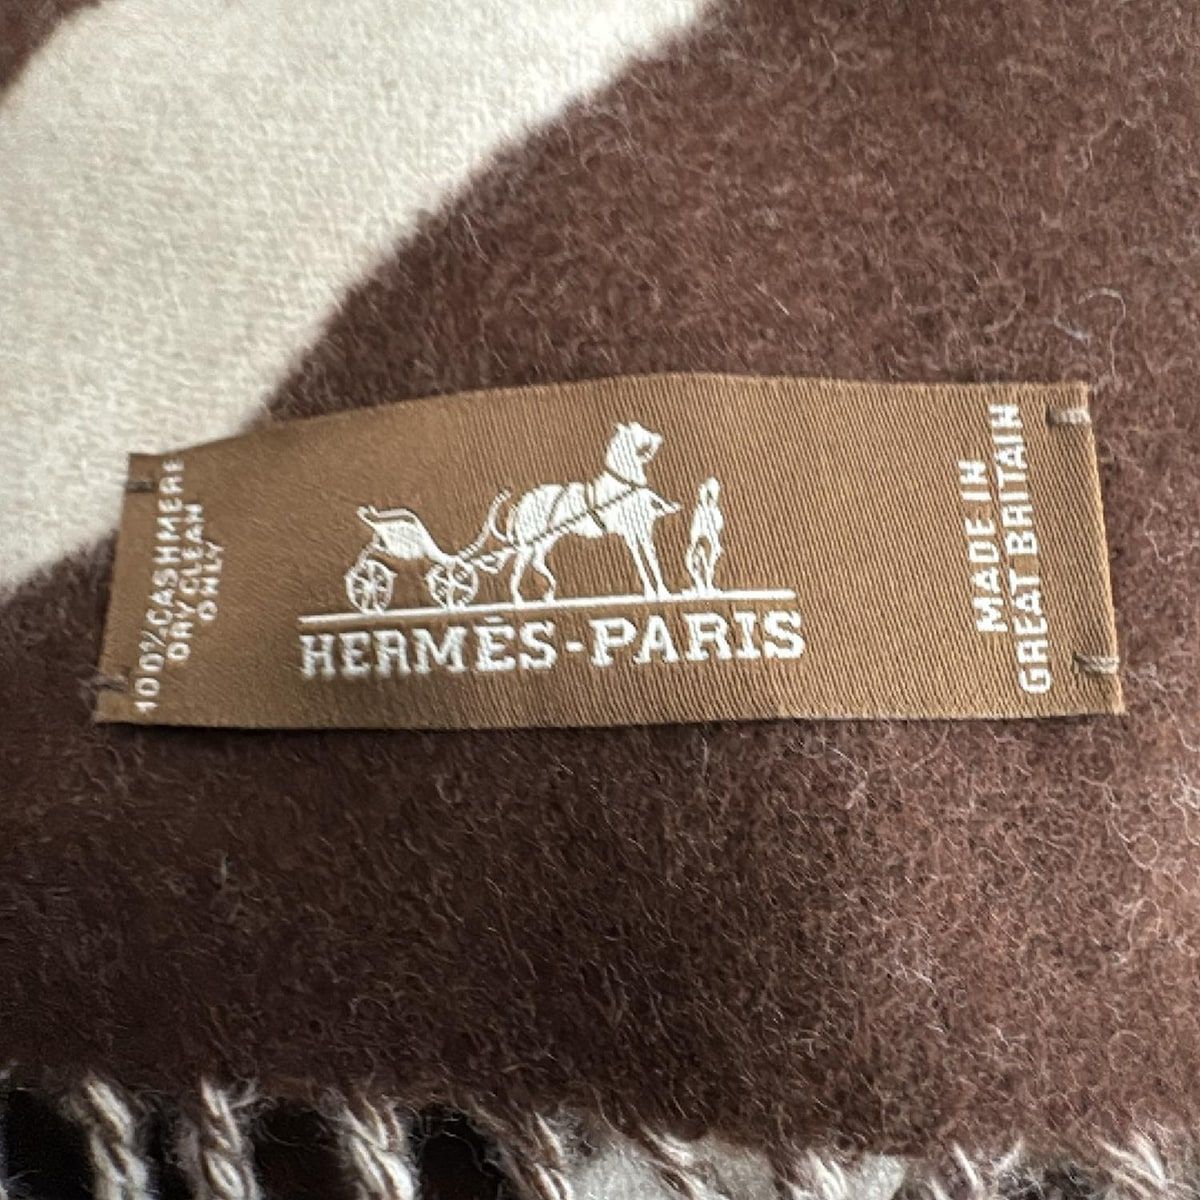 100% CASHMERE
DRY CLEAN
ONLY
HERMÈS-PARIS
MADE IN
GREAT BRITAIN